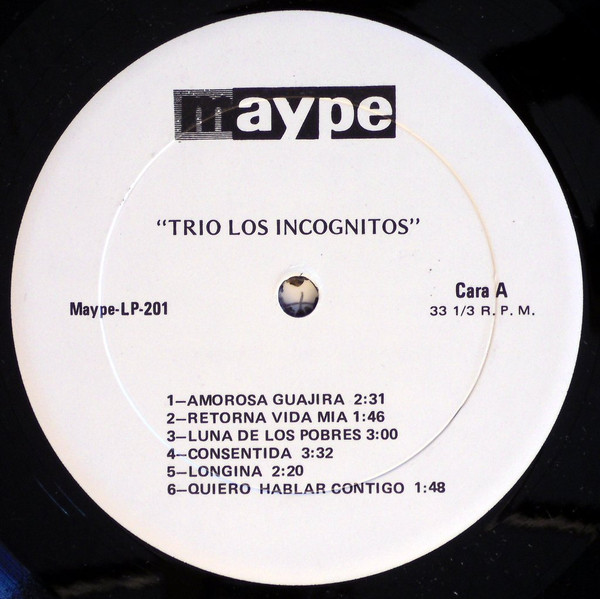 maype
“TRIO LOS INCOGNITOS”
Maype-LP-201
Cara A
33 1/3 R. P. M.
1—AMOROSA GUAJIRA 2:31
2—RETORNA VIDA MIA 1:46
3—LUNA DE LOS POBRES 3:00
4—CONSENTIDA 3:32
5—LONGINA 2:20
6—QUIERO HABLAR CONTIGO 1:48